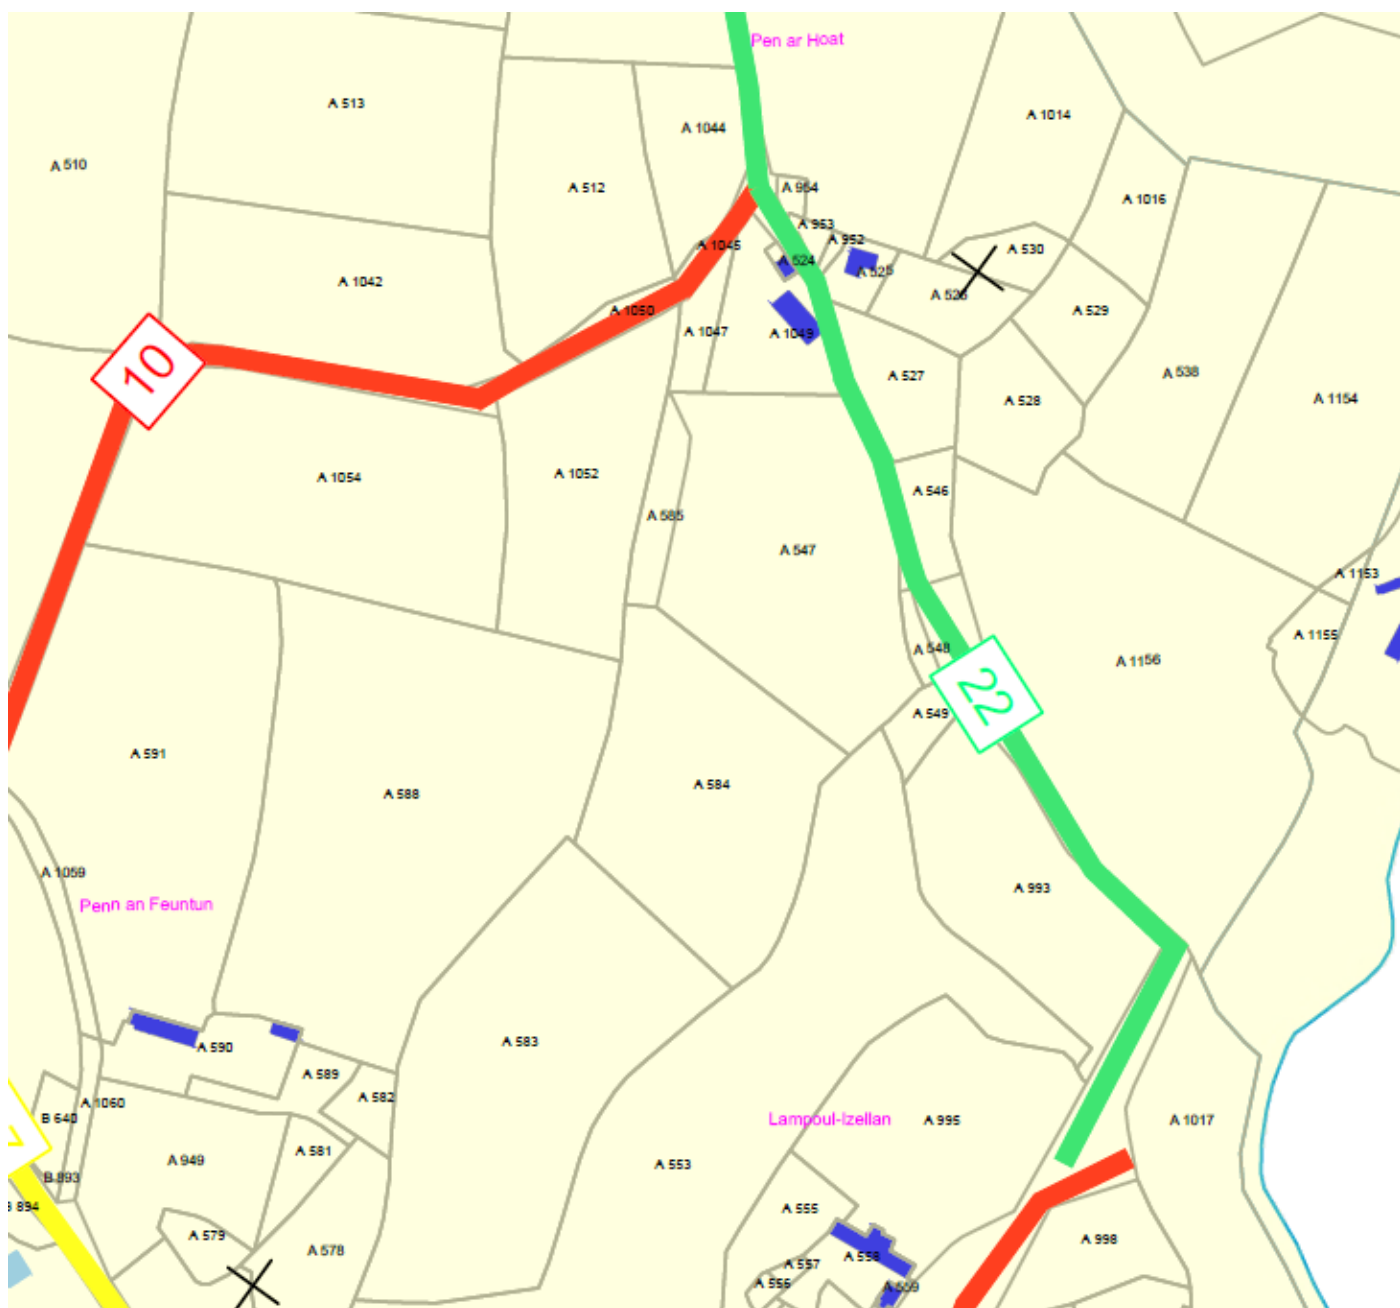 Pen ar Hoat
A 513
A 1014
A 1044
A 510
A 512
A 954
A 1016
A 953
A 952
A 1045
A 530
A 524
A 525
A 1042
A 526
A 1050
A 1047
A 1049
A 529
10
A 527
A 538
A 528
A 1154
A 1054
A 1052
A 546
A 585
A 547
A 1153
A 1155
A 548
A 1156
22
A 549
A 591
A 588
A 584
A 1059
A 993
Penn an Feuntun
A 590
A 583
A 589
A 582
A 1060
B 640
Lampoul-Izellan
A 995
A 1017
A 581
A 949
A 553
B 893
B 894
A 555
A 579
A 578
A 998
A 558
A 557
A 556
A 559